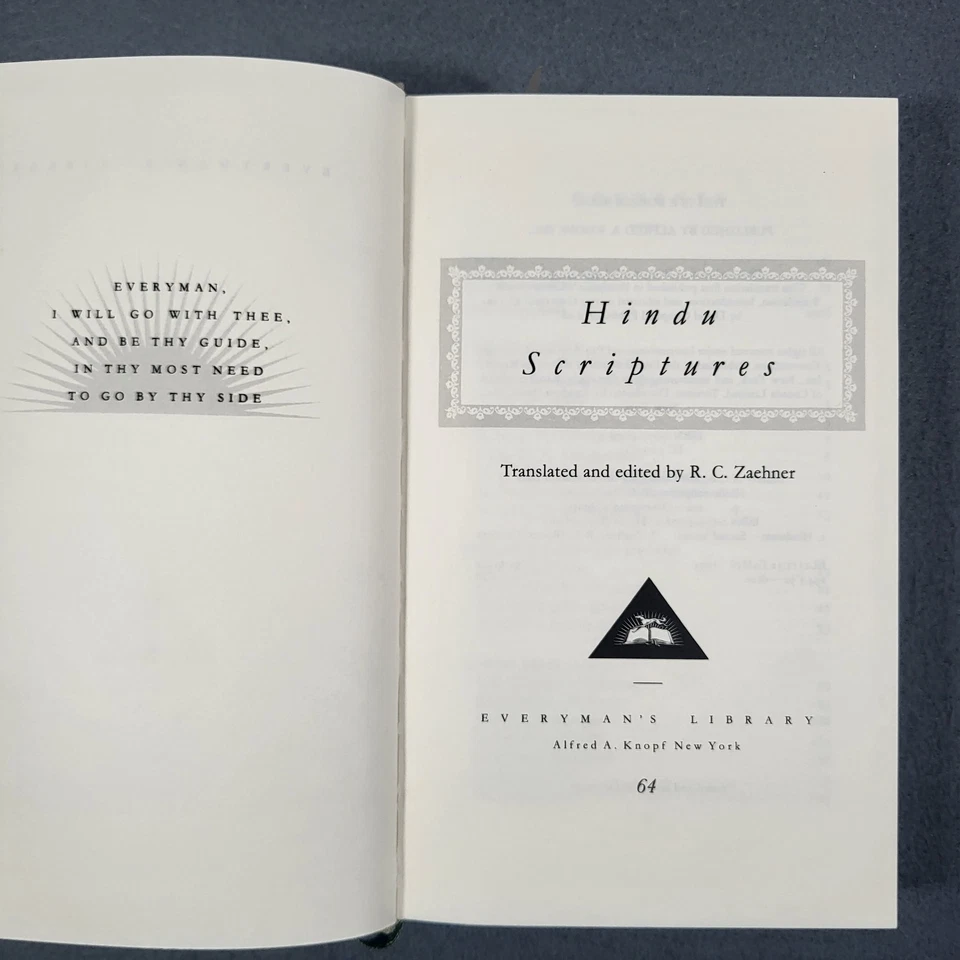 EVERYMAN,
I WILL GO WITH THEE,
AND BE THY GUIDE,
IN THY MOST NEED
TO GO BY THY SIDE
Hindu
Scriptures
Translated and edited by R. C. Zaehner
EVERYMAN'S LIBRARY
Alfred A. Knopf New York
64